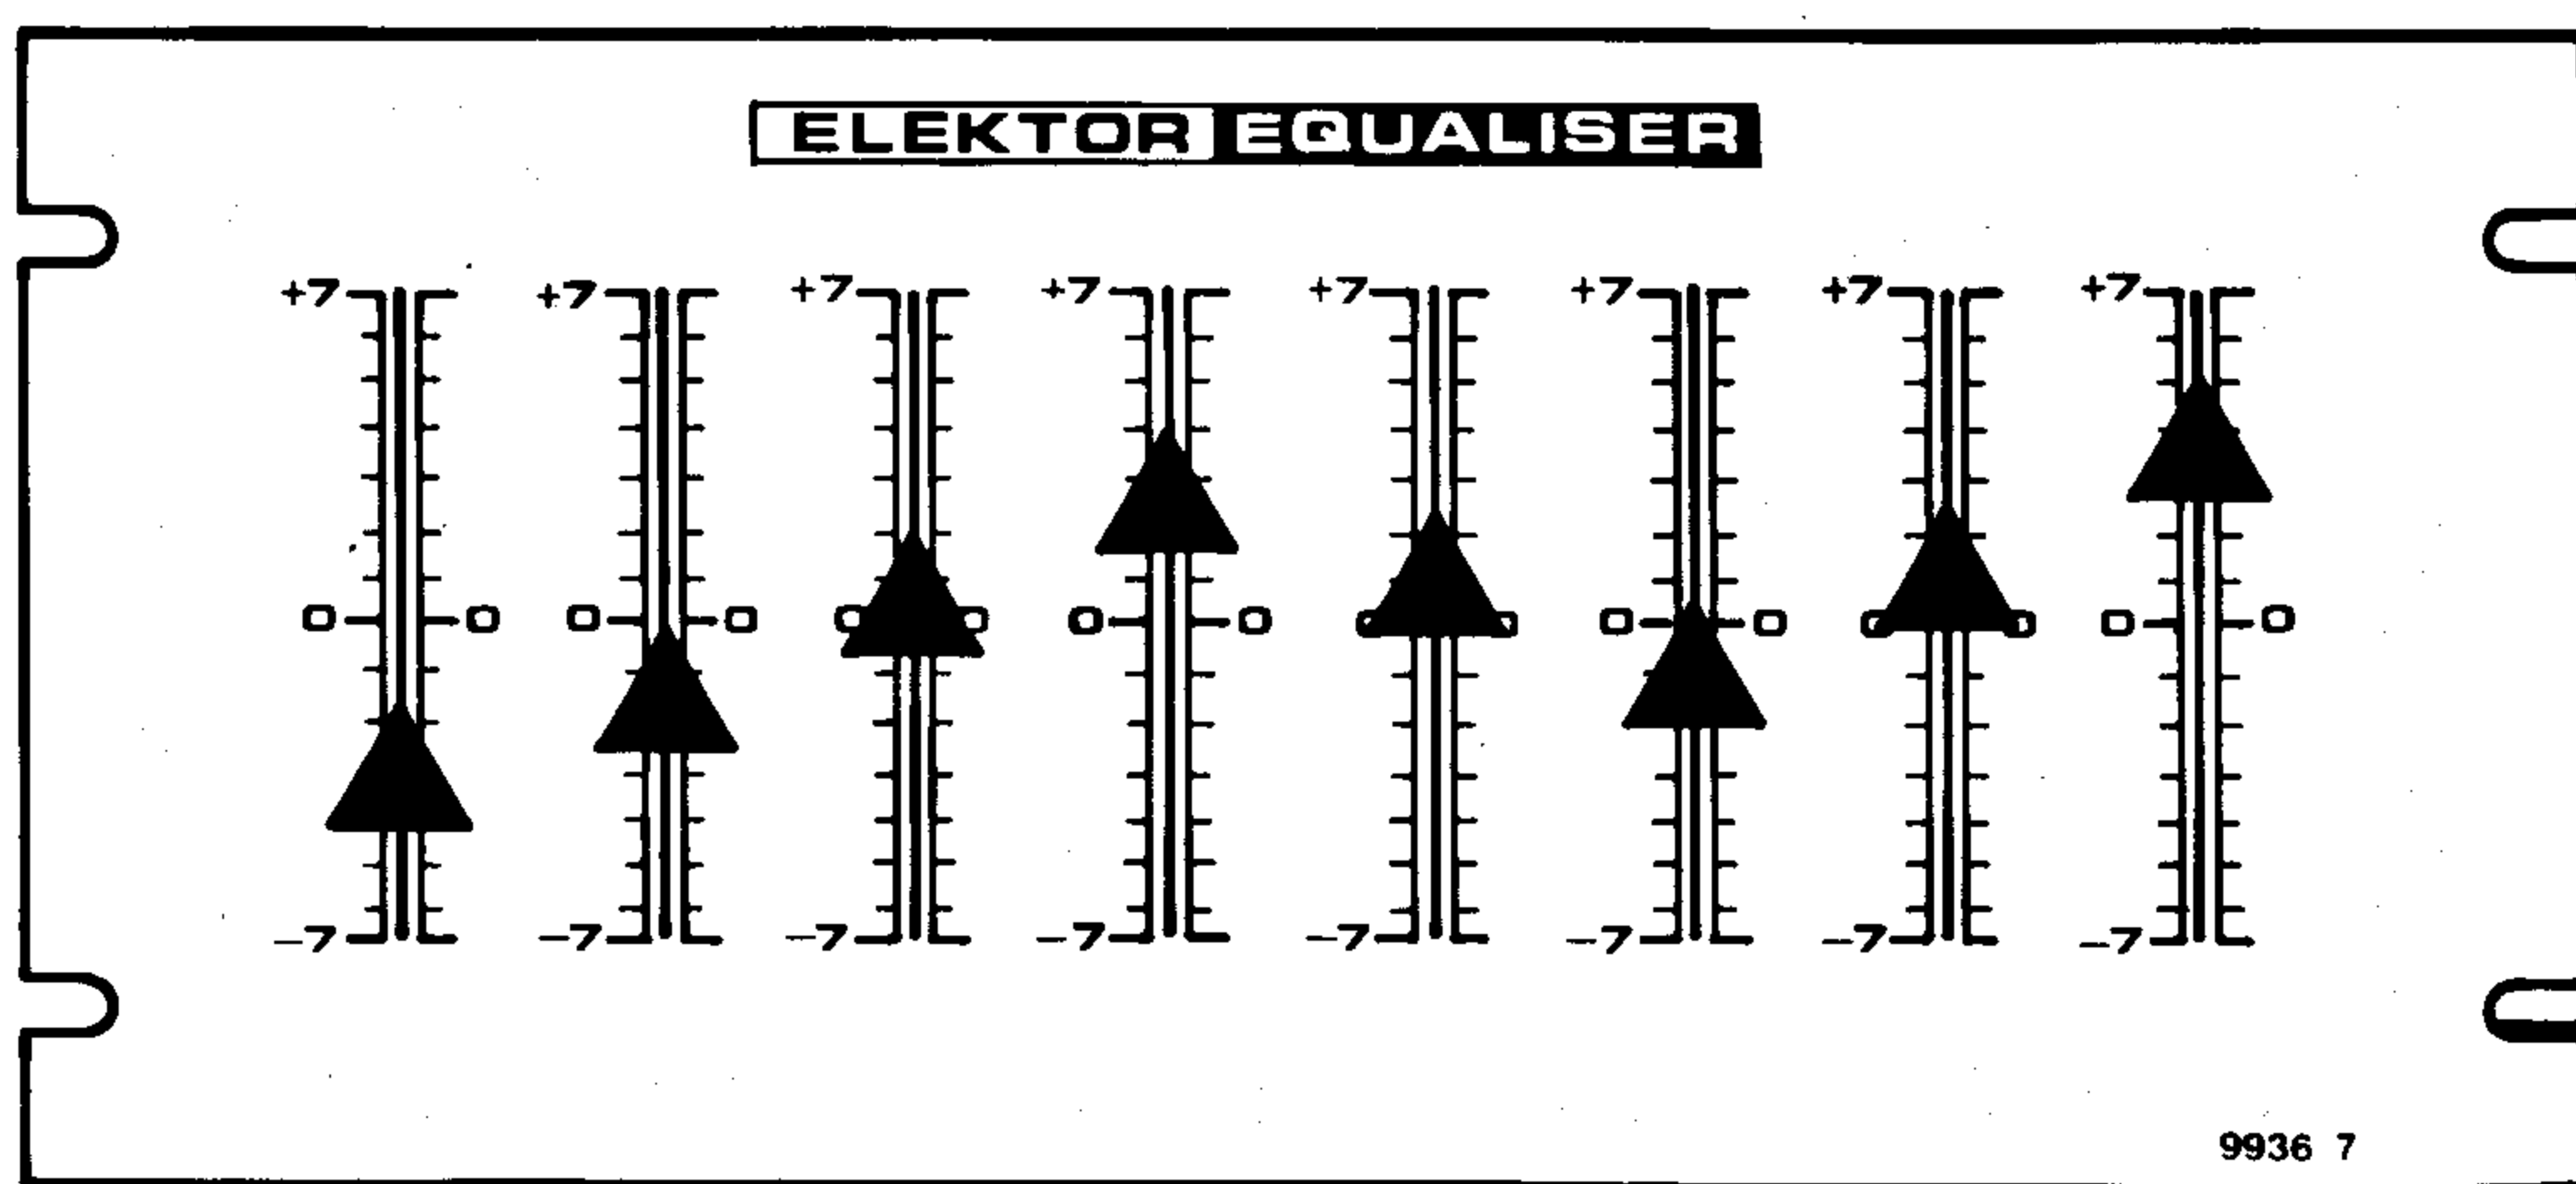 ELEKTOR EQUALISER
+7 +7 +7 +7 +7 +7 +7 +7
0 0 0 0 0 0 0 0 0 0 0 0 0 0 0 0
−7 −7 −7 −7 −7 −7 −7 −7
9936 7